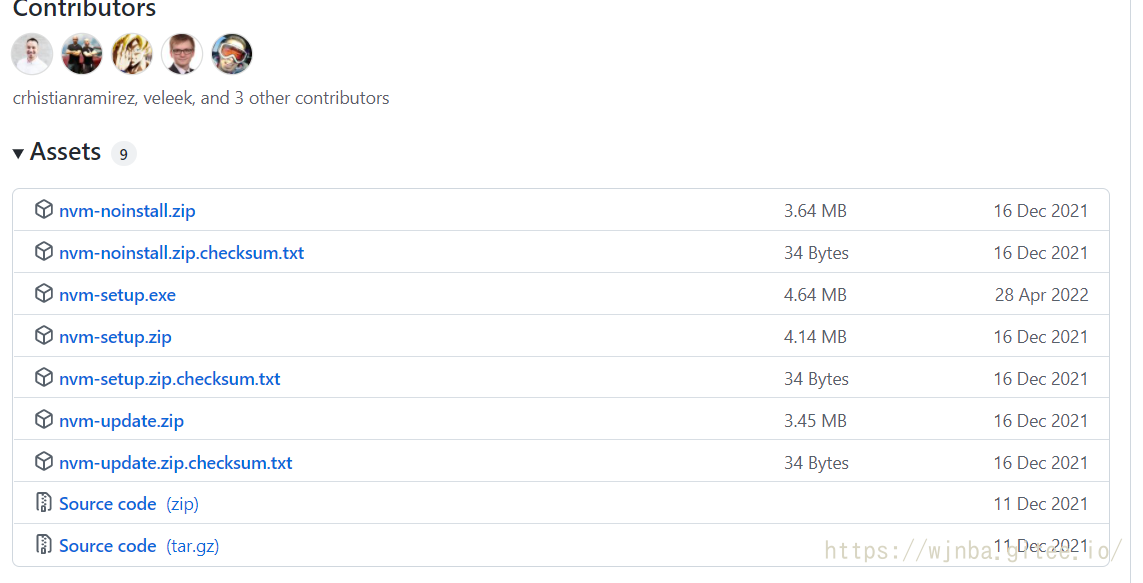 Contributors
crhistianramirez, veleek, and 3 other contributors
Assets 9
nvm-noinstall.zip 3.64 MB 16 Dec 2021
nvm-noinstall.zip.checksum.txt 34 Bytes 16 Dec 2021
nvm-setup.exe 4.64 MB 28 Apr 2022
nvm-setup.zip 4.14 MB 16 Dec 2021
nvm-setup.zip.checksum.txt 34 Bytes 16 Dec 2021
nvm-update.zip 3.45 MB 16 Dec 2021
nvm-update.zip.checksum.txt 34 Bytes 16 Dec 2021
Source code (zip) 11 Dec 2021
Source code (tar.gz) 11 Dec 2021
https://wjnba.gitee.io/